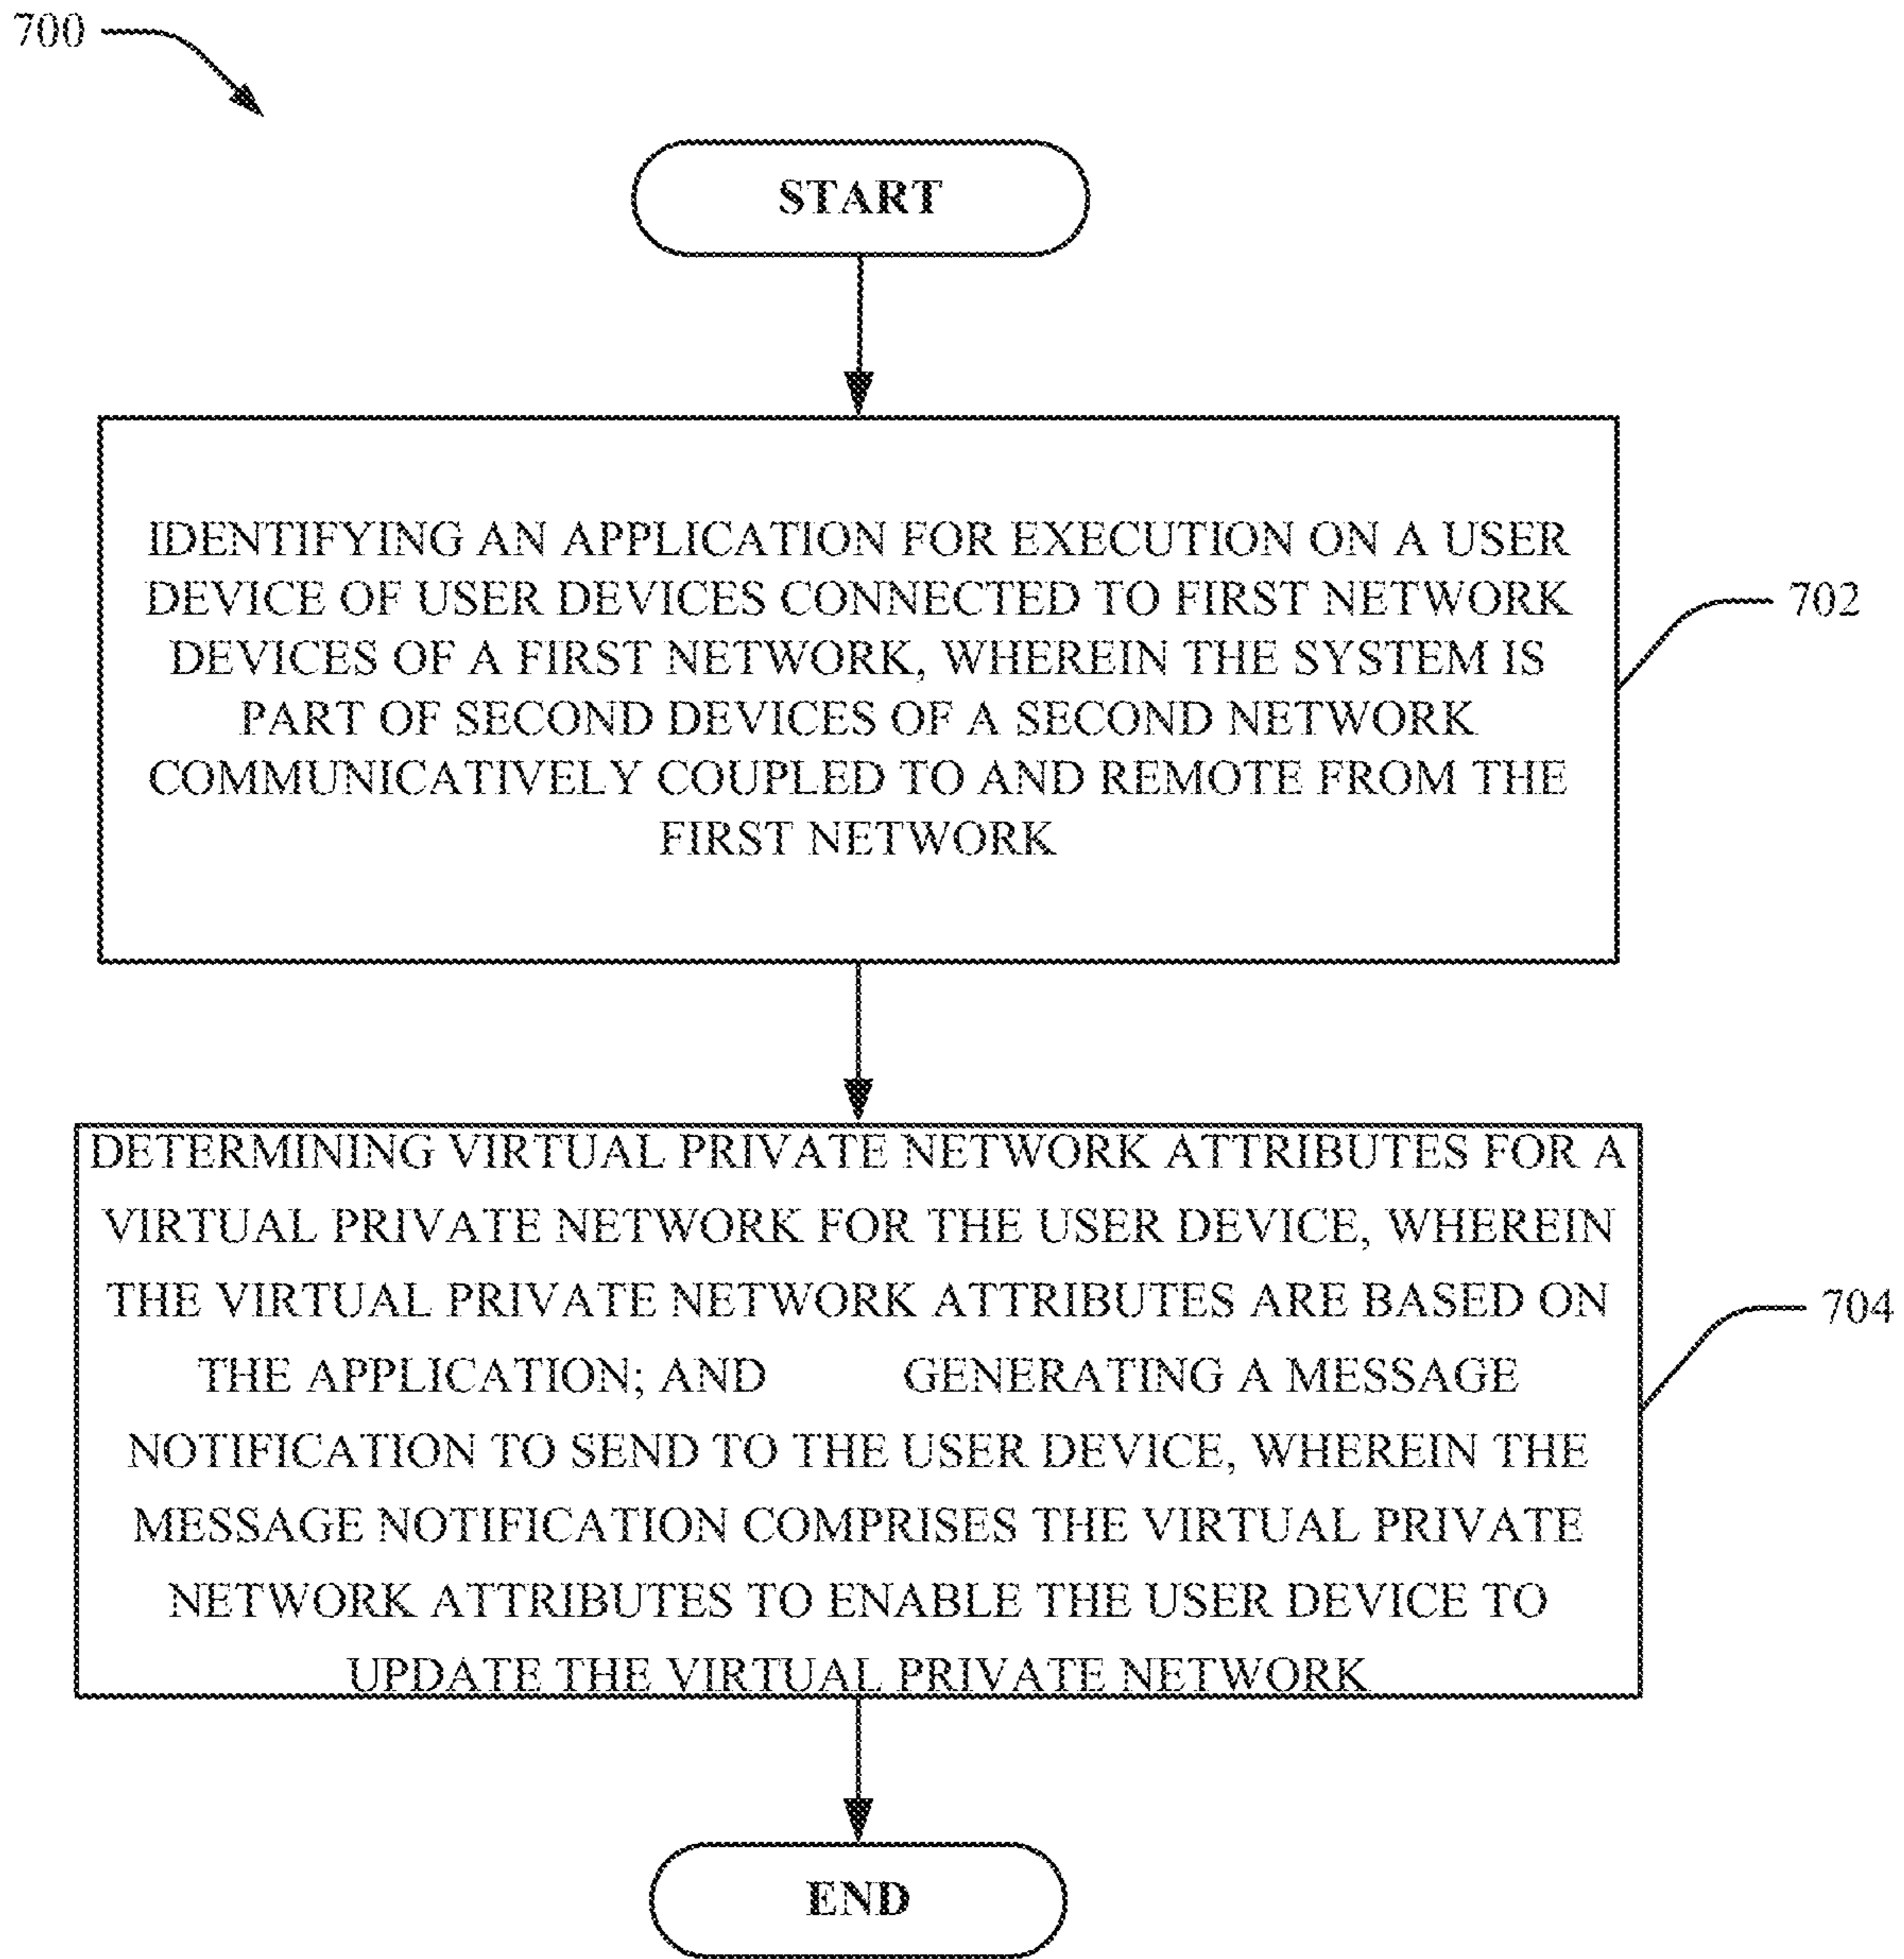 700
START
IDENTIFYING AN APPLICATION FOR EXECUTION ON A USER
DEVICE OF USER DEVICES CONNECTED TO FIRST NETWORK
DEVICES OF A FIRST NETWORK, WHEREIN THE SYSTEM IS
PART OF SECOND DEVICES OF A SECOND NETWORK
COMMUNICATIVELY COUPLED TO AND REMOTE FROM THE
FIRST NETWORK
702
DETERMINING VIRTUAL PRIVATE NETWORK ATTRIBUTES FOR A
VIRTUAL PRIVATE NETWORK FOR THE USER DEVICE, WHEREIN
THE VIRTUAL PRIVATE NETWORK ATTRIBUTES ARE BASED ON
THE APPLICATION; AND GENERATING A MESSAGE
NOTIFICATION TO SEND TO THE USER DEVICE, WHEREIN THE
MESSAGE NOTIFICATION COMPRISES THE VIRTUAL PRIVATE
NETWORK ATTRIBUTES TO ENABLE THE USER DEVICE TO
UPDATE THE VIRTUAL PRIVATE NETWORK
704
END